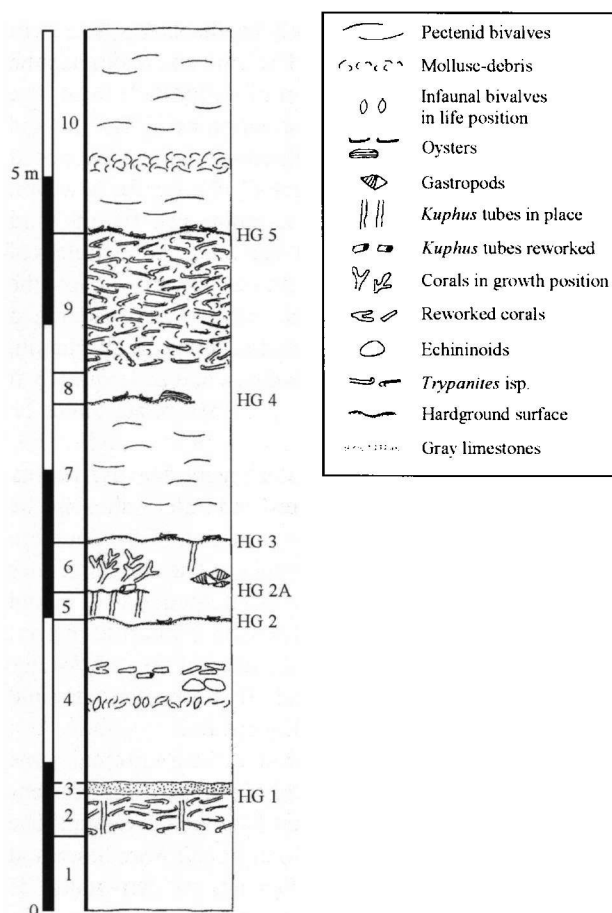 10
5 m
HG 5
9
8
HG 4
7
HG 3
6
HG 2A
5
HG 2
4
3
HG 1
2
1
0
Pectenid bivalves
Mollusc-debris
Infaunal bivalves
in life position
Oysters
Gastropods
Kuphus tubes in place
Kuphus tubes reworked
Corals in growth position
Reworked corals
Echininoids
Trypanites isp.
Hardground surface
Gray limestones